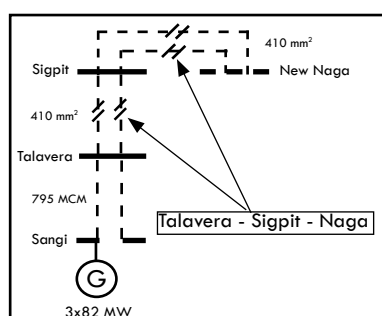 410 mm²
Sigpit
New Naga
410 mm²
Talavera
795 MCM
Talavera - Sigpit - Naga
Sangi
G
3x82 MW